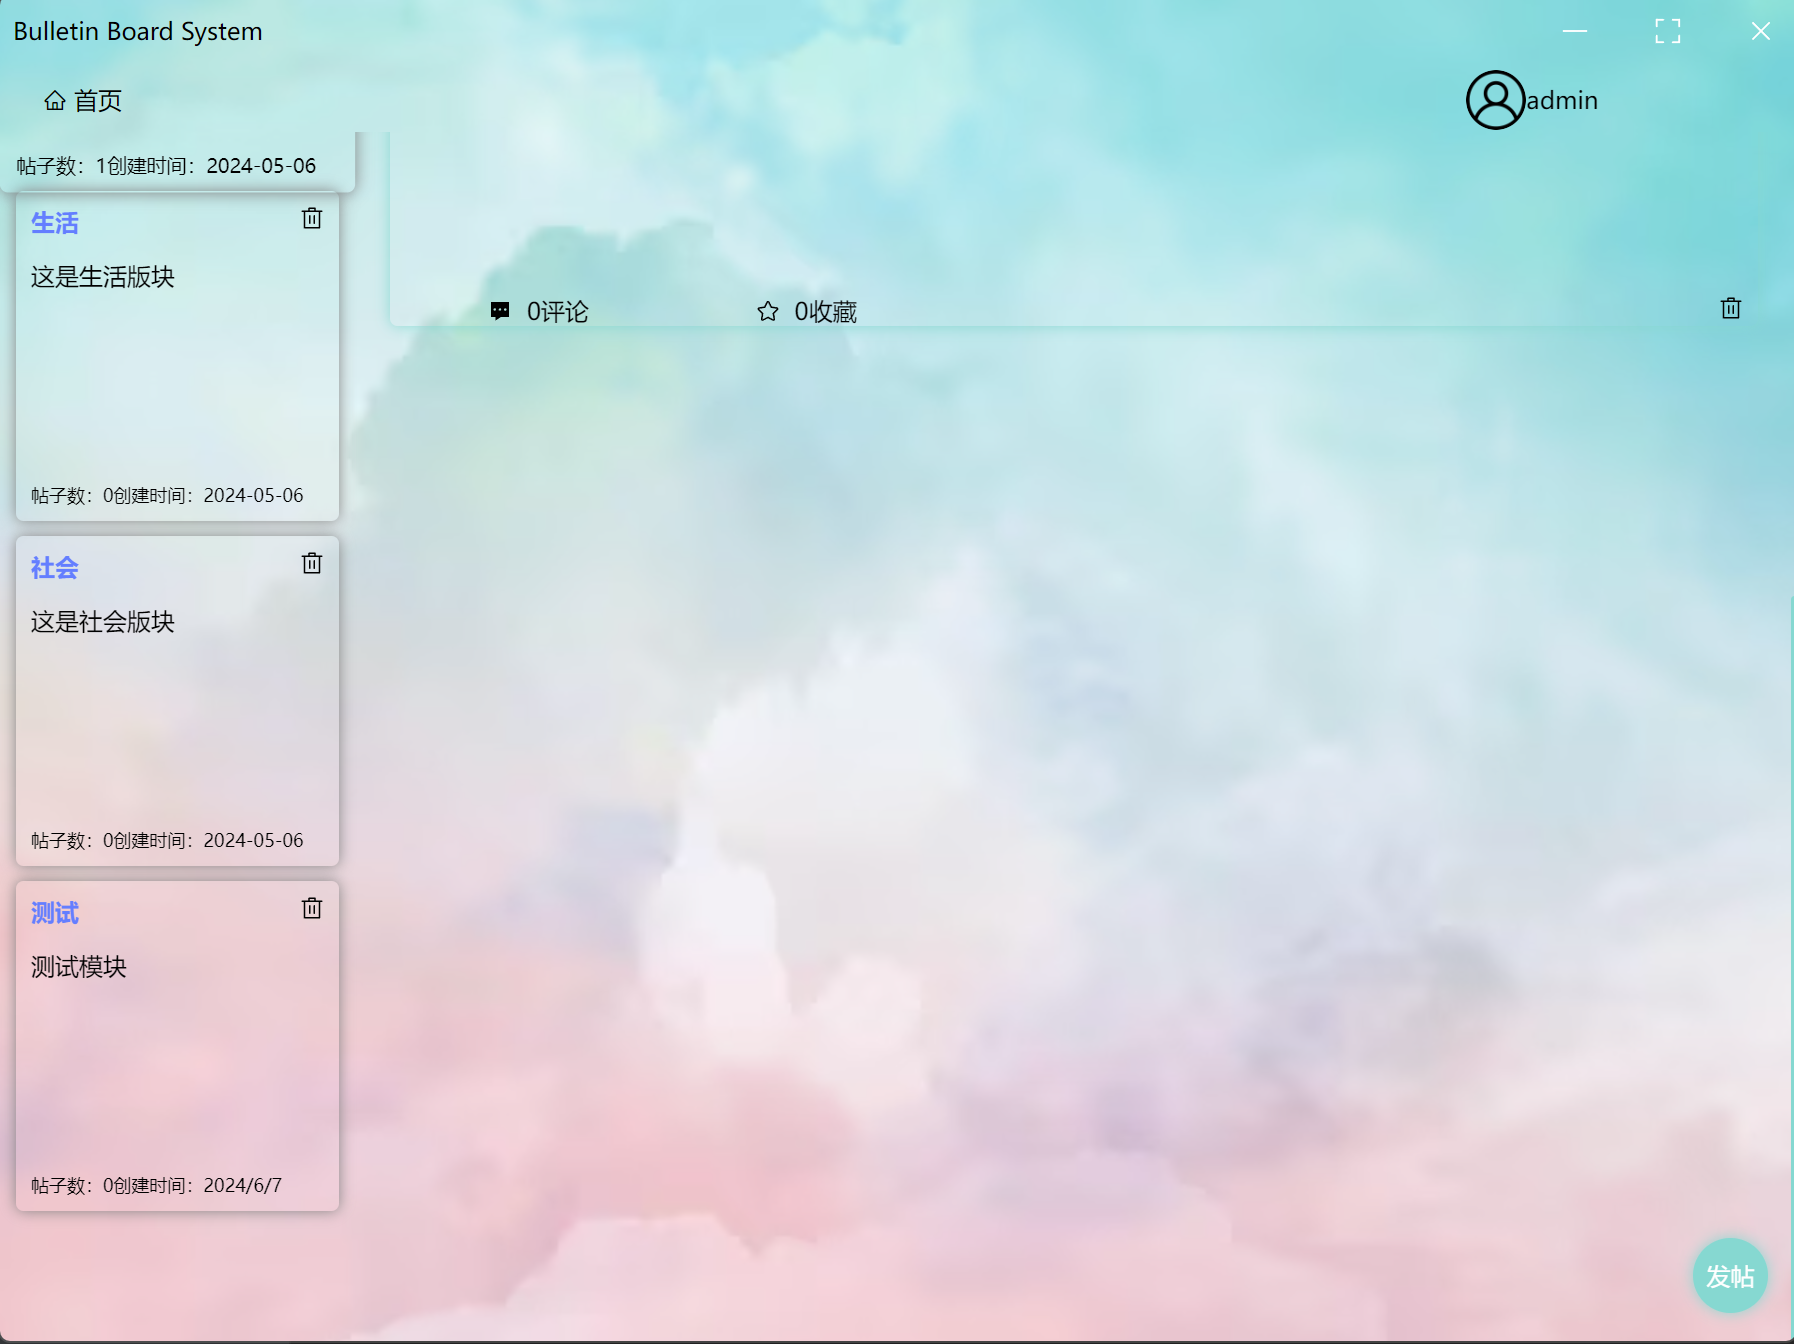 Bulletin Board System
首页
admin
帖子数：1创建时间：2024-05-06
生活
这是生活版块
帖子数：0创建时间：2024-05-06
社会
这是社会版块
帖子数：0创建时间：2024-05-06
测试
测试模块
帖子数：0创建时间：2024/6/7
0评论
0收藏
发帖